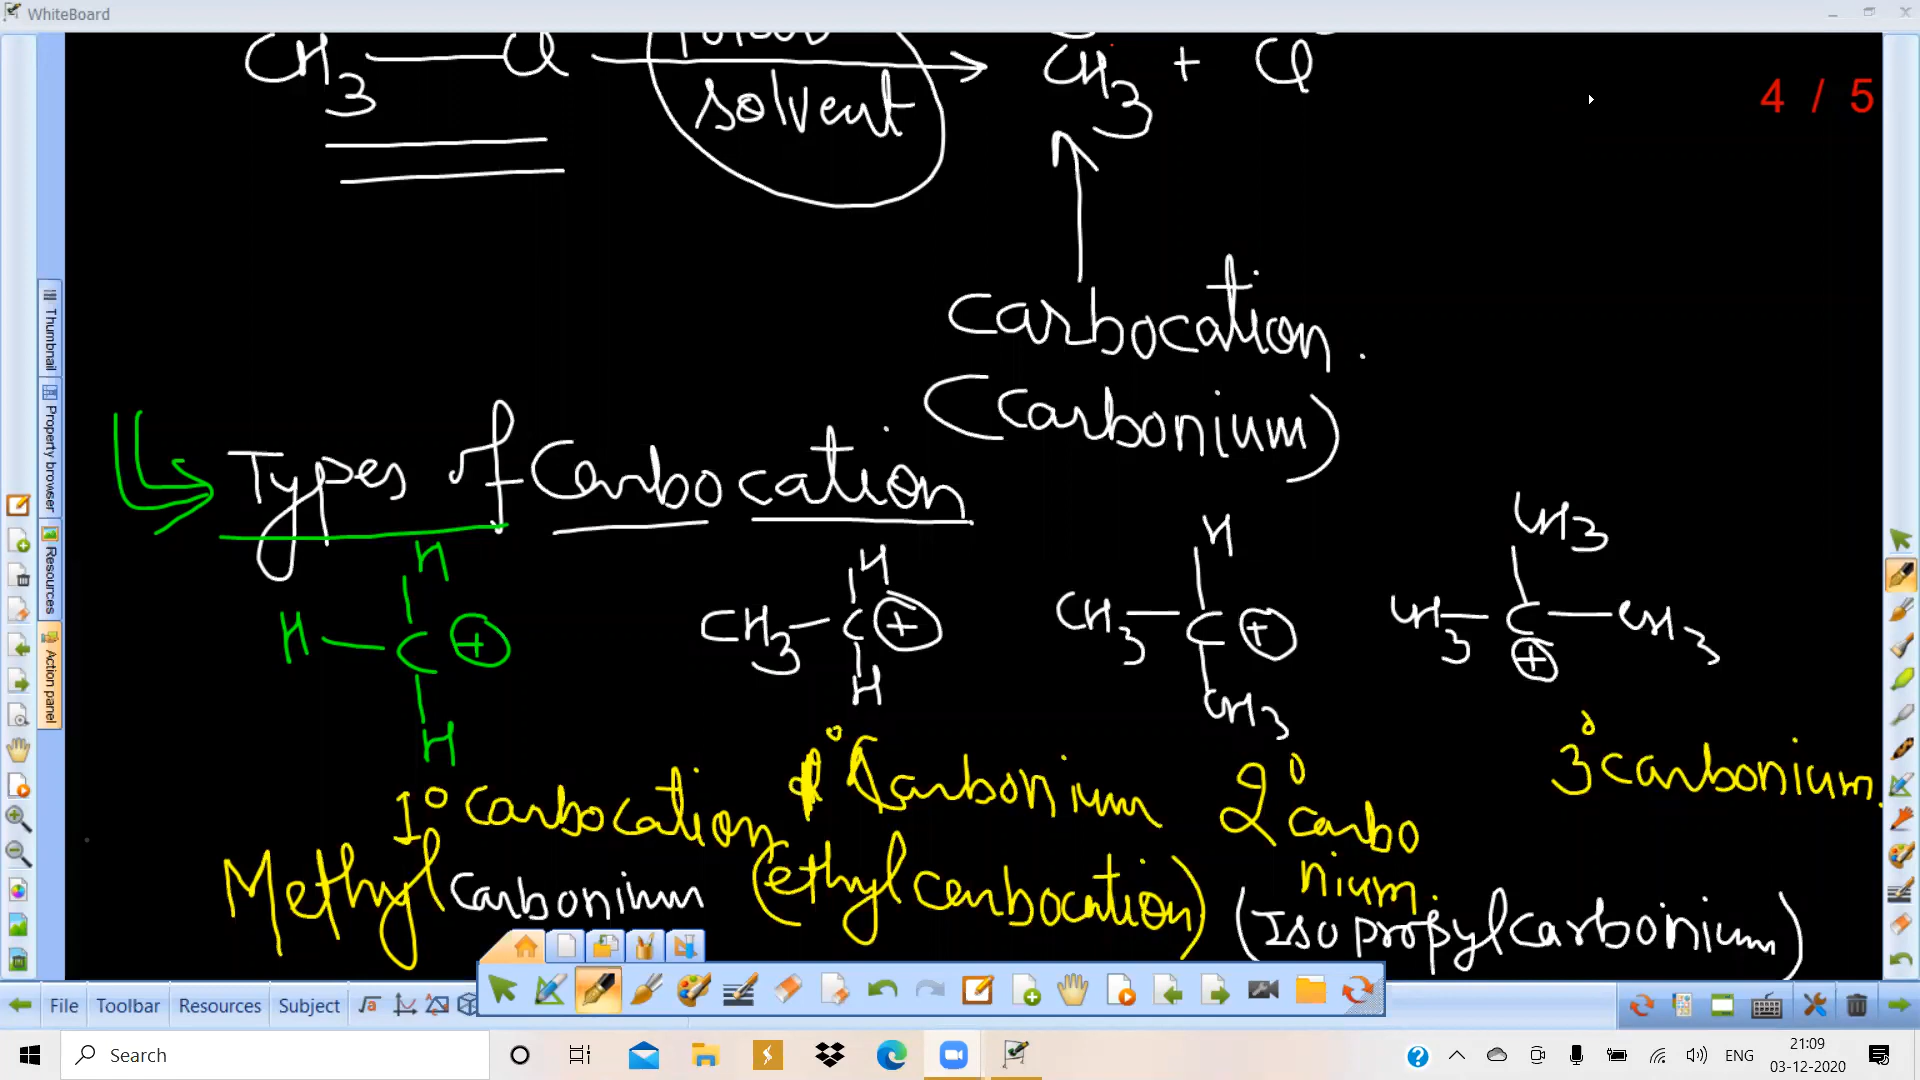 WhiteBoard
CH3 — Cl → CH3 + Cl
solvent
4 / 5
Carbocation.
(Carbonium)
Types of Carbocation
H
H — C ⊕
H
H
CH3 — C ⊕
H
H
CH3 — C ⊕
CH3
CH3
CH3 — C — CH3
⊕
1° Carbocation
Methyl carbonium
1° Carbonium
(ethyl carbocation)
2° carbo
nium.
(Isopropyl carbonium)
3° carbonium.
Thumbnail
Property browser
Resources
Action panel
File
Toolbar
Resources
Subject
Search
ENG
21:09
03-12-2020